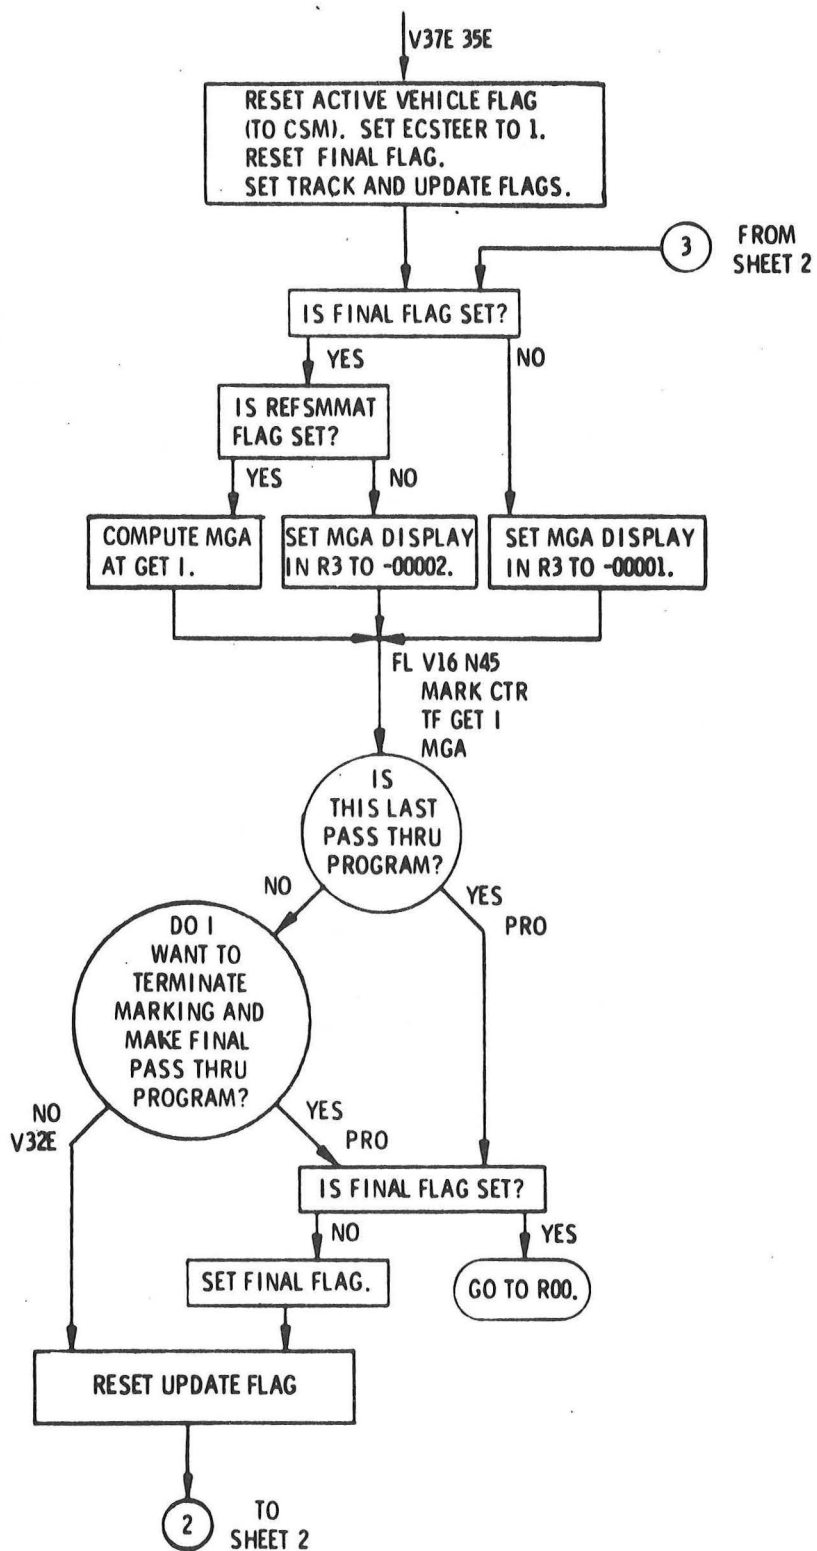 V37E 35E
RESET ACTIVE VEHICLE FLAG
(TO CSM). SET ECSTEER TO 1.
RESET FINAL FLAG.
SET TRACK AND UPDATE FLAGS.
3
FROM
SHEET 2
IS FINAL FLAG SET?
YES
NO
IS REFSMMAT
FLAG SET?
YES
NO
COMPUTE MGA
AT GET I.
SET MGA DISPLAY
IN R3 TO -00002.
SET MGA DISPLAY
IN R3 TO -00001.
FL V16 N45
MARK CTR
TF GET I
MGA
IS
THIS LAST
PASS THRU
PROGRAM?
NO
YES
PRO
DO I
WANT TO
TERMINATE
MARKING AND
MAKE FINAL
PASS THRU
PROGRAM?
NO
V32E
YES
PRO
IS FINAL FLAG SET?
NO
YES
SET FINAL FLAG.
GO TO R00.
RESET UPDATE FLAG
2
TO
SHEET 2